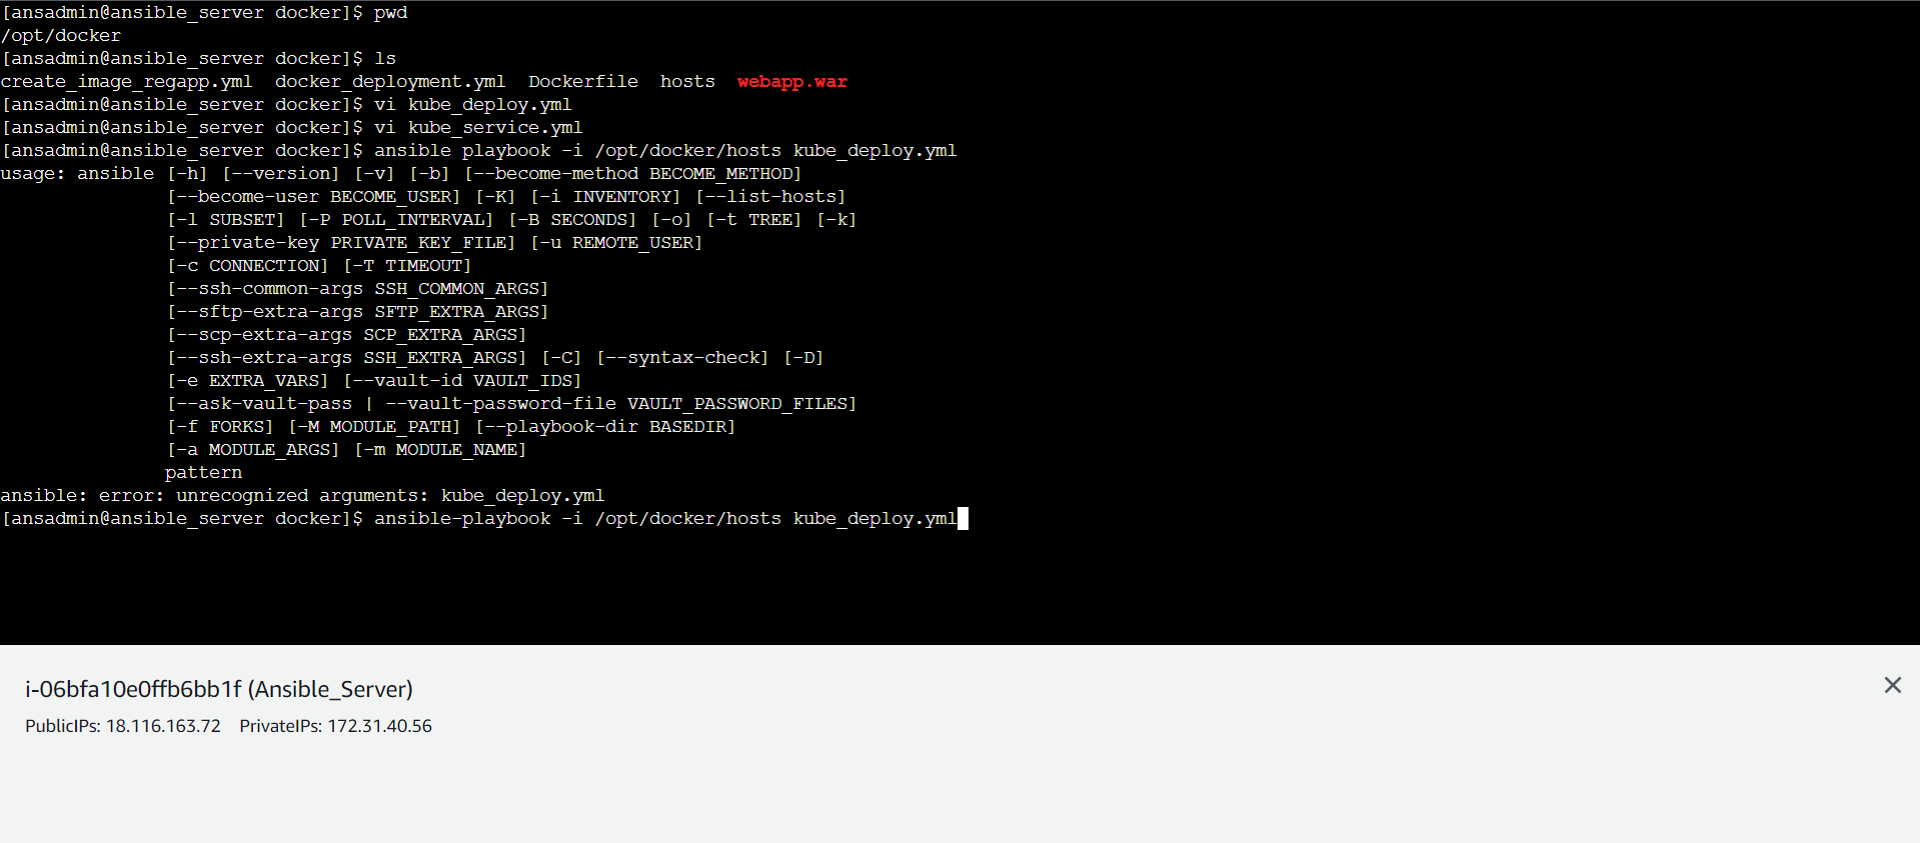 [ansadmin@ansible_server docker]$ pwd
/opt/docker
[ansadmin@ansible_server docker]$ ls
create_image_regapp.yml  docker_deployment.yml  Dockerfile  hosts  webapp.war
[ansadmin@ansible_server docker]$ vi kube_deploy.yml
[ansadmin@ansible_server docker]$ vi kube_service.yml
[ansadmin@ansible_server docker]$ ansible playbook -i /opt/docker/hosts kube_deploy.yml
usage: ansible [-h] [--version] [-v] [-b] [--become-method BECOME_METHOD]
               [--become-user BECOME_USER] [-K] [-i INVENTORY] [--list-hosts]
               [-l SUBSET] [-P POLL_INTERVAL] [-B SECONDS] [-o] [-t TREE] [-k]
               [--private-key PRIVATE_KEY_FILE] [-u REMOTE_USER]
               [-c CONNECTION] [-T TIMEOUT]
               [--ssh-common-args SSH_COMMON_ARGS]
               [--sftp-extra-args SFTP_EXTRA_ARGS]
               [--scp-extra-args SCP_EXTRA_ARGS]
               [--ssh-extra-args SSH_EXTRA_ARGS] [-C] [--syntax-check] [-D]
               [-e EXTRA_VARS] [--vault-id VAULT_IDS]
               [--ask-vault-pass | --vault-password-file VAULT_PASSWORD_FILES]
               [-f FORKS] [-M MODULE_PATH] [--playbook-dir BASEDIR]
               [-a MODULE_ARGS] [-m MODULE_NAME]
               pattern
ansible: error: unrecognized arguments: kube_deploy.yml
[ansadmin@ansible_server docker]$ ansible-playbook -i /opt/docker/hosts kube_deploy.yml
i-06bfa10e0ffb6bb1f (Ansible_Server)
PublicIPs: 18.116.163.72  PrivateIPs: 172.31.40.56